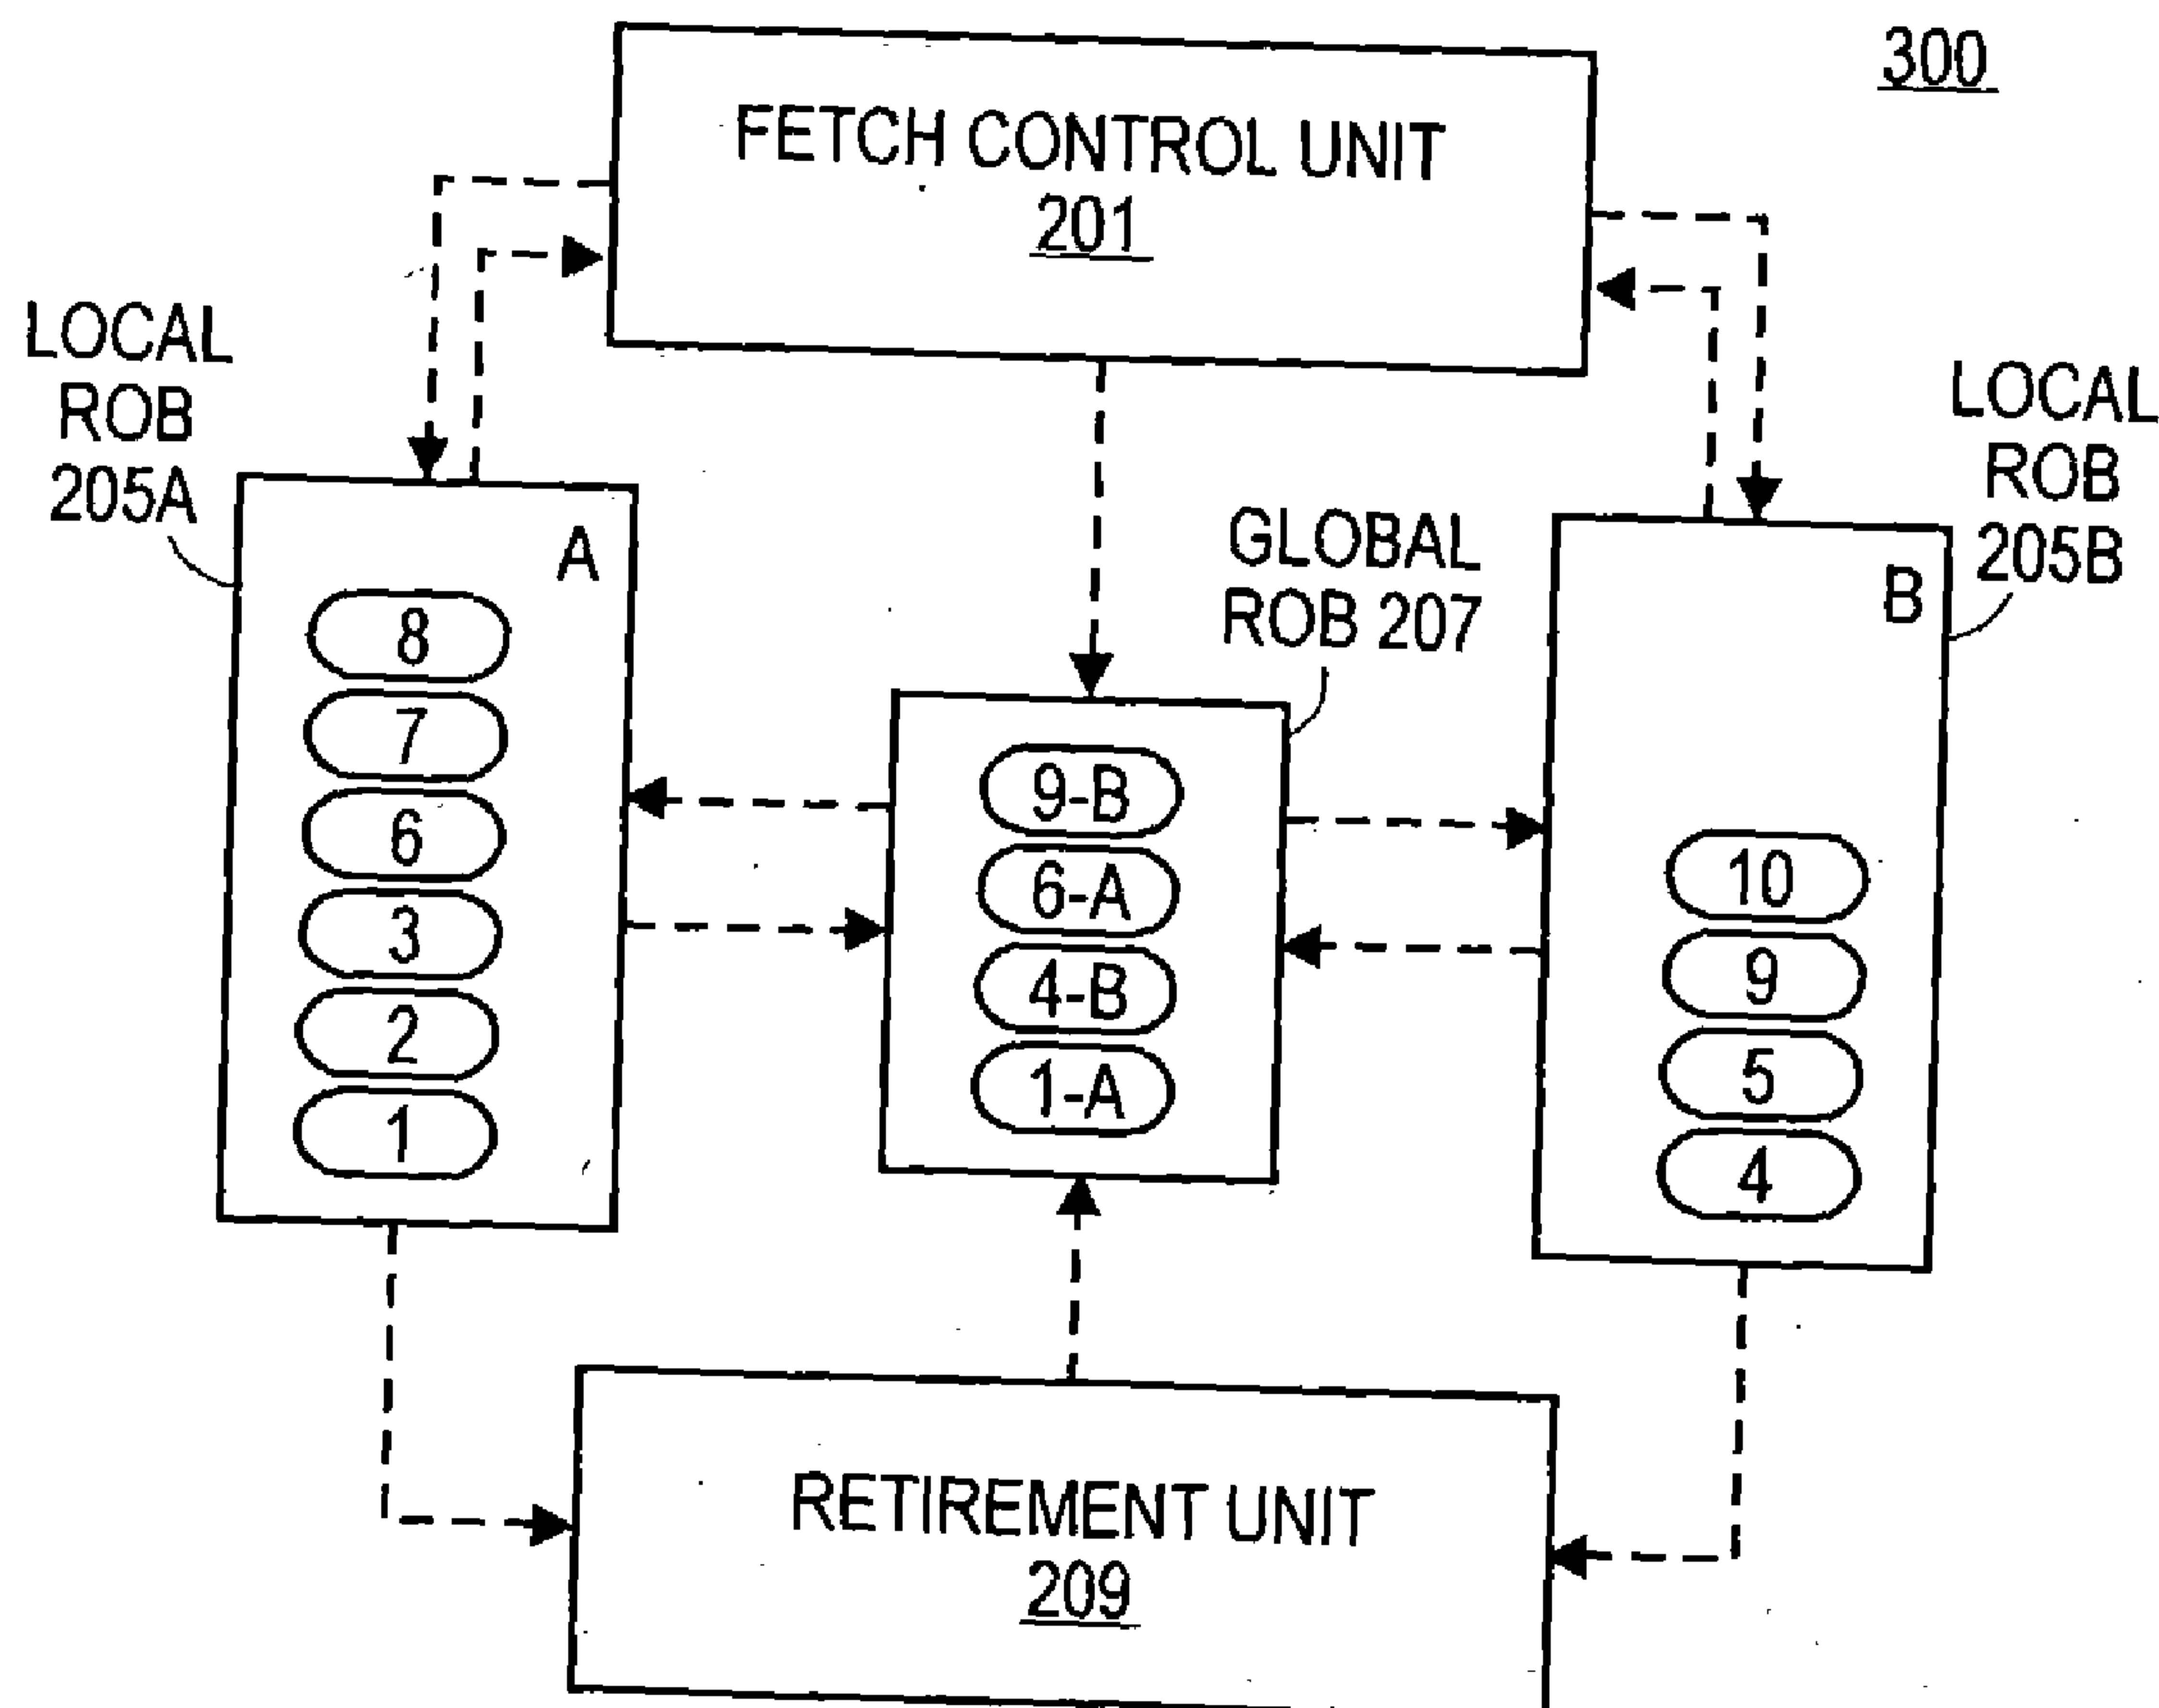 300
FETCH CONTROL UNIT
201
LOCAL
ROB
205A
LOCAL
ROB
205B
GLOBAL
ROB 207
A
8
7
6
3
2
1
9-B
6-A
4-B
1-A
B
10
9
5
4
RETIREMENT UNIT
209